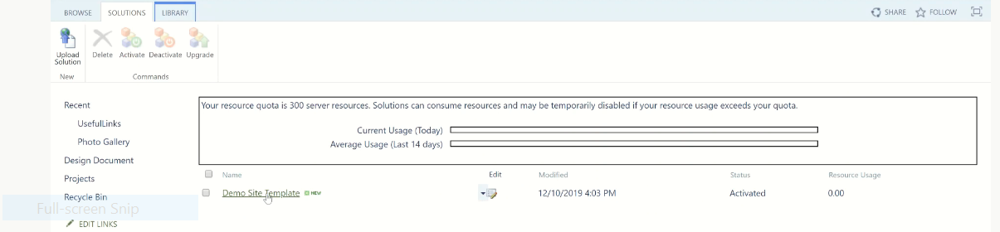 BROWSE SOLUTIONS LIBRARY SHARE FOLLOW
Upload Solution Delete Activate Deactivate Upgrade
New Commands
Recent
UsefulLinks
Photo Gallery
Design Document
Projects
Recycle Bin
EDIT LINKS
Full-screen Snip
Your resource quota is 300 server resources. Solutions can consume resources and may be temporarily disabled if your resource usage exceeds your quota.
Current Usage (Today)
Average Usage (Last 14 days)
Name Edit Modified Status Resource Usage
Demo Site Template NEW 12/10/2019 4:03 PM Activated 0.00